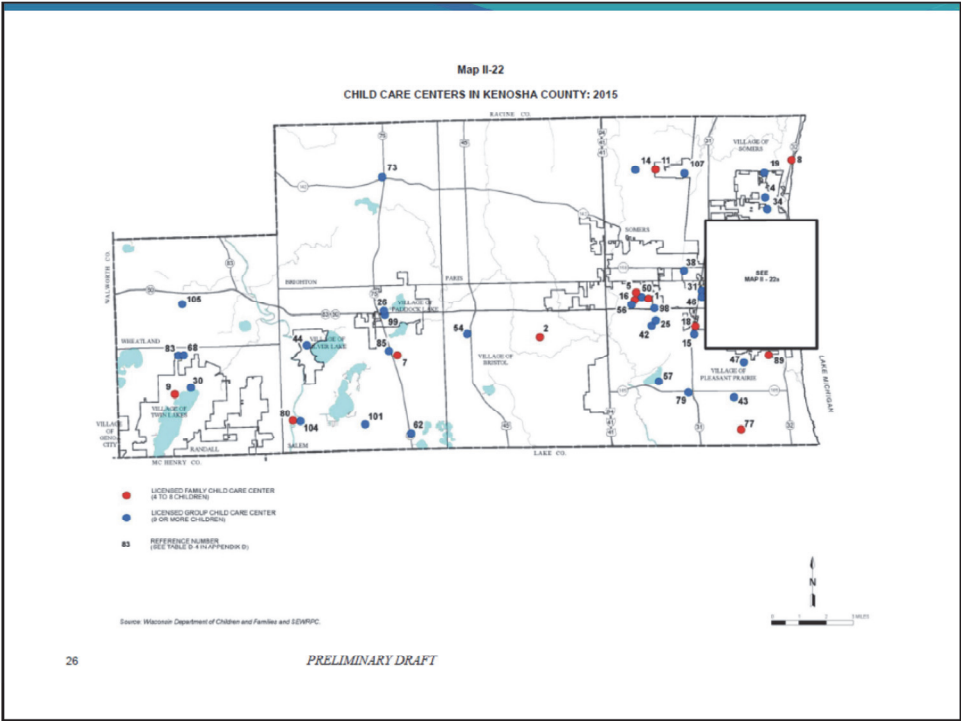 Map II-22
CHILD CARE CENTERS IN KENOSHA COUNTY: 2015
RACINE CO.
VILLAGE OF
SOMERS
14 11 107 19 8
73
4
34
SOMERS
WALWORTH CO.
38
SEE
MAP II - 22a
BRIGHTON
PARIS
5 50 1 31
16 46
105
26
VILLAGE OF
PADDOCK LAKE
99
56 98
25
42
18
15
54
2
44
VILLAGE OF
SILVER LAKE
WHEATLAND
83 68
85
7
VILLAGE OF
BRISTOL
47
89
VILLAGE OF
PLEASANT PRAIRIE
LAKE MICHIGAN
9
30
57
79
43
VILLAGE OF
TWIN LAKES
80
104
101
62
77
VILLAGE
OF
GENOA
CITY
RANDALL
SALEM
MC HENRY CO.
LAKE CO.
LICENSED FAMILY CHILD CARE CENTER
(4 TO 8 CHILDREN)
LICENSED GROUP CHILD CARE CENTER
(9 OR MORE CHILDREN)
83 REFERENCE NUMBER
(SEE TABLE D-4 IN APPENDIX D)
N
MILES
Source: Wisconsin Department of Children and Families and SEWRPC.
26
PRELIMINARY DRAFT